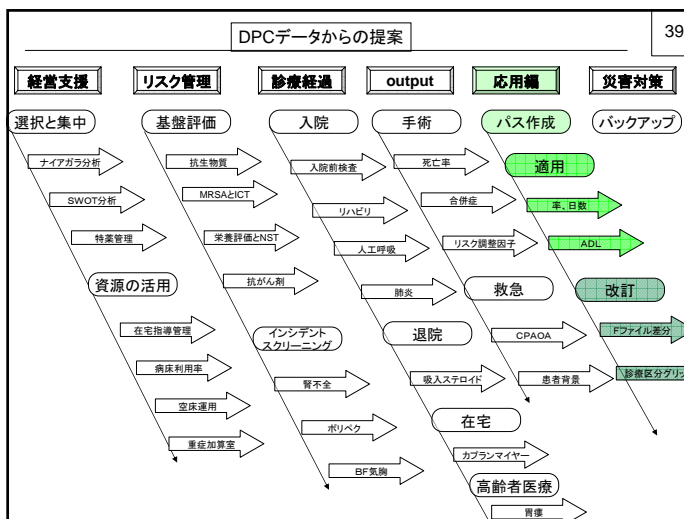 DPCデータからの提案
39
経営支援
リスク管理
診療経過
output
応用編
災害対策
選択と集中
基盤評価
入院
手術
パス作成
バックアップ
ナイアガラ分析
抗生物質
入院前検査
死亡率
適用
SWOT分析
MRSAとICT
リハビリ
合併症
率、日数
特薬管理
栄養評価とNST
人工呼吸
リスク調整因子
ADL
資源の活用
抗がん剤
肺炎
救急
改訂
在宅指導管理
インシデント
スクリーニング
退院
CPAOA
Fファイル差分
病床利用率
腎不全
吸入ステロイド
患者背景
診療区分グリッ
空床運用
ポリペク
在宅
重症加算室
BF気胸
カプランマイヤー
高齢者医療
胃瘻